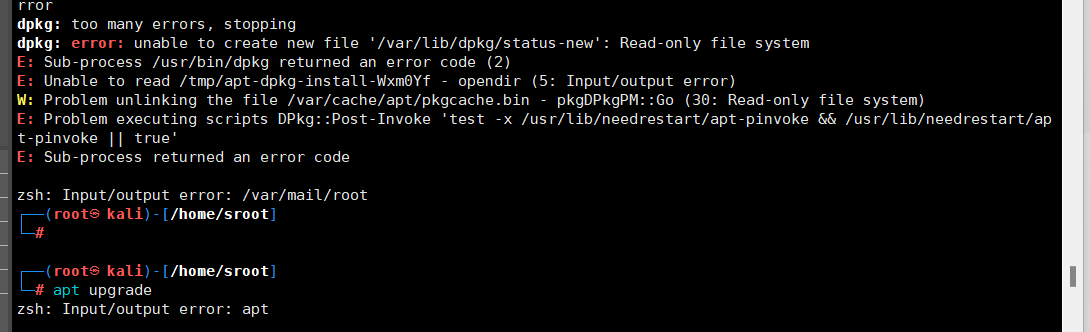 rror
dpkg: too many errors, stopping
dpkg: error: unable to create new file '/var/lib/dpkg/status-new': Read-only file system
E: Sub-process /usr/bin/dpkg returned an error code (2)
E: Unable to read /tmp/apt-dpkg-install-Wxm0Yf - opendir (5: Input/output error)
W: Problem unlinking the file /var/cache/apt/pkgcache.bin - pkgDPkgPM::Go (30: Read-only file system)
E: Problem executing scripts DPkg::Post-Invoke 'test -x /usr/lib/needrestart/apt-pinvoke && /usr/lib/needrestart/ap
t-pinvoke || true'
E: Sub-process returned an error code
zsh: Input/output error: /var/mail/root
┌──(root㉿ kali)-[/home/sroot]
└─#
┌──(root㉿ kali)-[/home/sroot]
└─# apt upgrade
zsh: Input/output error: apt